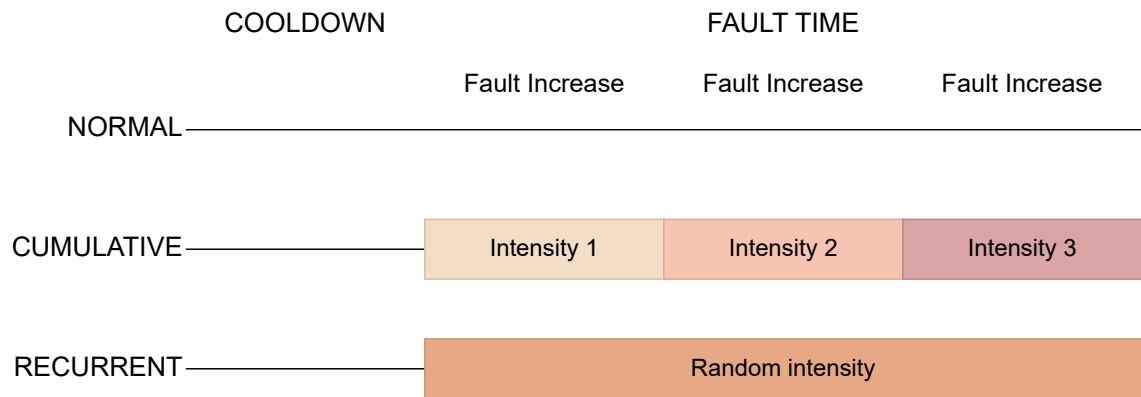 COOLDOWN FAULT TIME
Fault Increase Fault Increase Fault Increase
NORMAL
CUMULATIVE Intensity 1 Intensity 2 Intensity 3
RECURRENT Random intensity